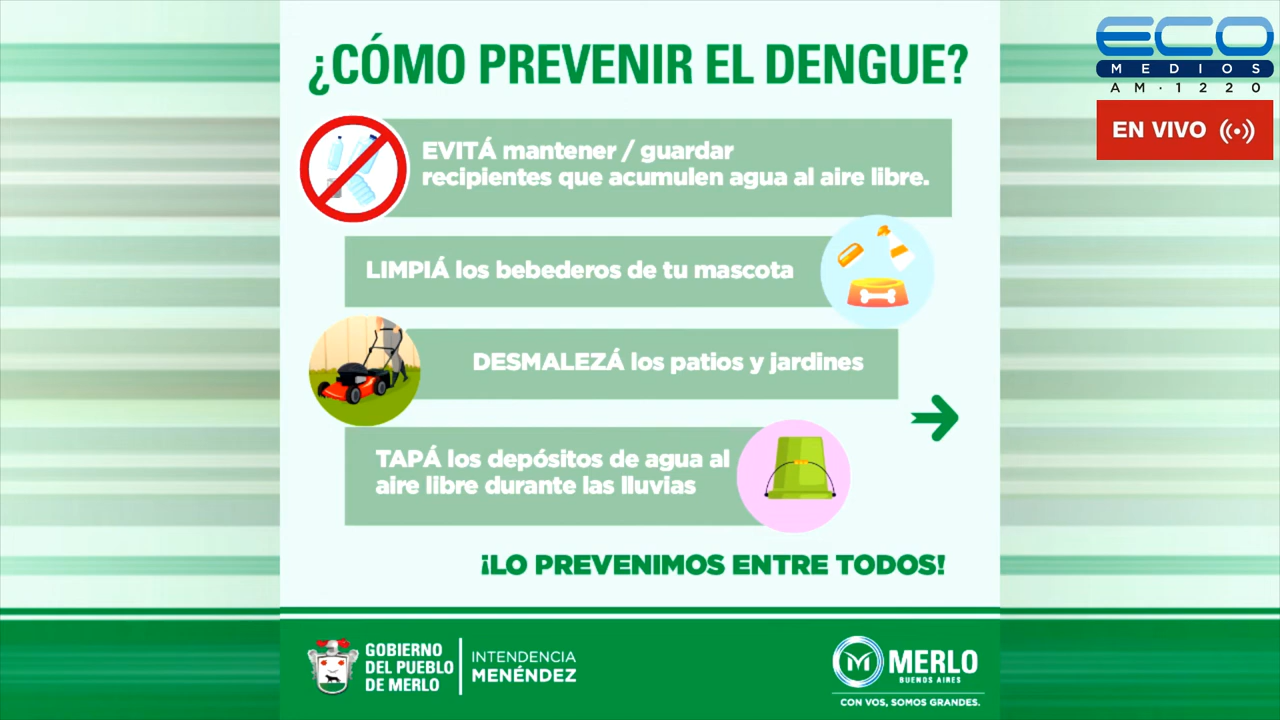 ¿CÓMO PREVENIR EL DENGUE?
ECO
MEDIOS
AM·1220
EN VIVO
EVITÁ mantener / guardar
recipientes que acumulen agua al aire libre.
LIMPIÁ los bebederos de tu mascota
DESMALEZÁ los patios y jardines
TAPÁ los depósitos de agua al
aire libre durante las lluvias
¡LO PREVENIMOS ENTRE TODOS!
GOBIERNO
DEL PUEBLO
DE MERLO
INTENDENCIA
MENÉNDEZ
MERLO
BUENOS AIRES
CON VOS, SOMOS GRANDES.